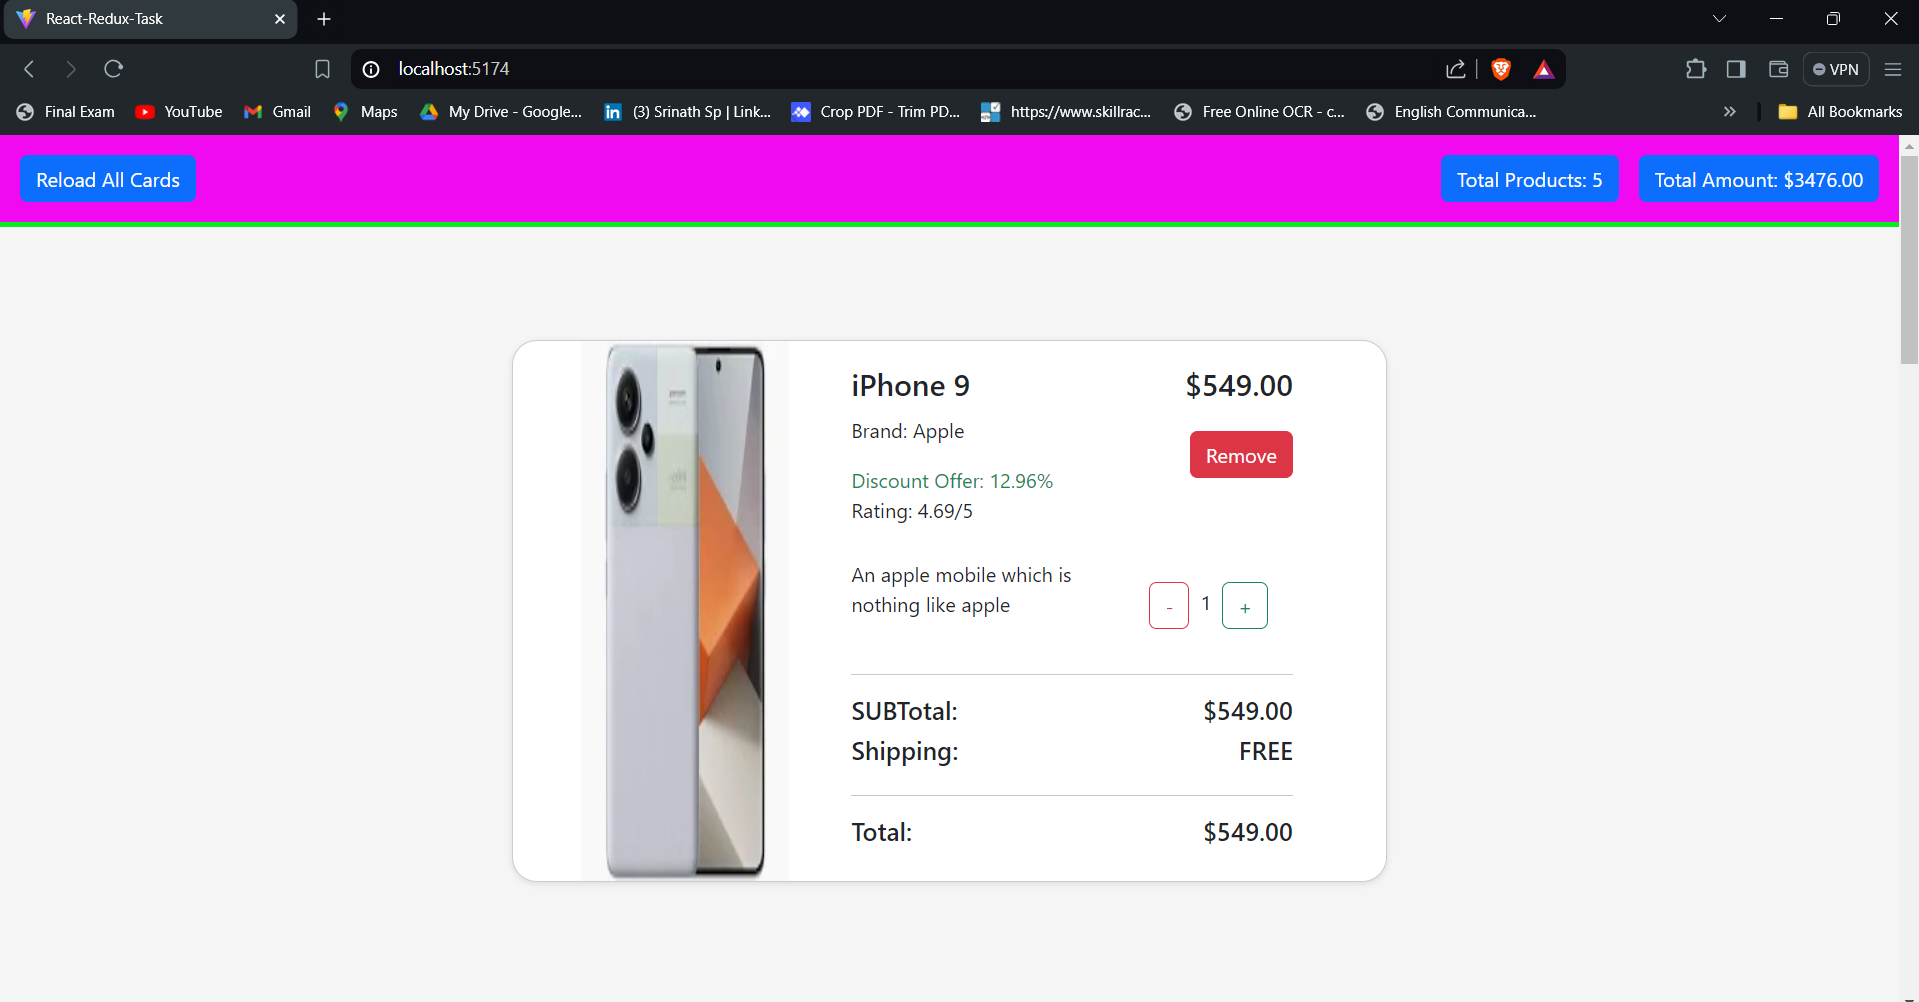 React-Redux-Task
localhost:5174
VPN
Final Exam YouTube Gmail Maps My Drive - Google... (3) Srinath Sp | Link... Crop PDF - Trim PD... https://www.skillrac... Free Online OCR - c... English Communica... » All Bookmarks
Reload All Cards Total Products: 5 Total Amount: $3476.00
iPhone 9 $549.00
Brand: Apple
Remove
Discount Offer: 12.96%
Rating: 4.69/5
An apple mobile which is
nothing like apple
- 1 +
SUBTotal: $549.00
Shipping: FREE
Total: $549.00